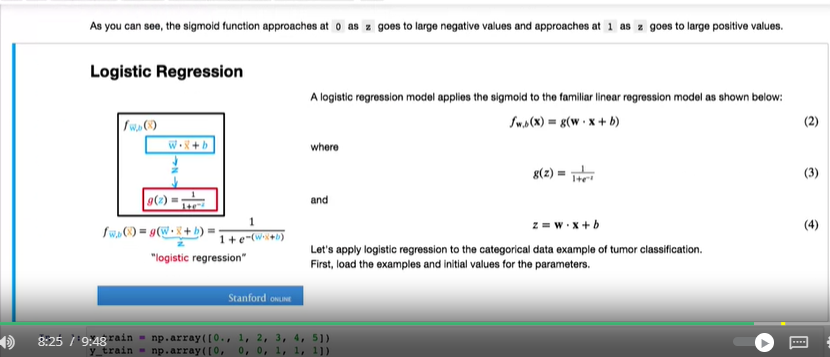 As you can see, the sigmoid function approaches at 0 as z goes to large negative values and approaches at 1 as z goes to large positive values.
Logistic Regression
A logistic regression model applies the sigmoid to the familiar linear regression model as shown below:
f_w,b(x) = g(w · x + b) (2)
where
g(z) = 1/(1+e^-z) (3)
and
z = w · x + b (4)
Let's apply logistic regression to the categorical data example of tumor classification.
First, load the examples and initial values for the parameters.
f_w,b(x)
w · x + b
z
g(z) = 1/(1+e^-z)
f_w,b(x) = g(w · x + b) = 1/(1+e^-(w·x+b))
z
"logistic regression"
Stanford ONLINE
8:25 / 9:48
rain = np.array([0., 1, 2, 3, 4, 5])
y_train = np.array([0, 0, 0, 1, 1, 1])